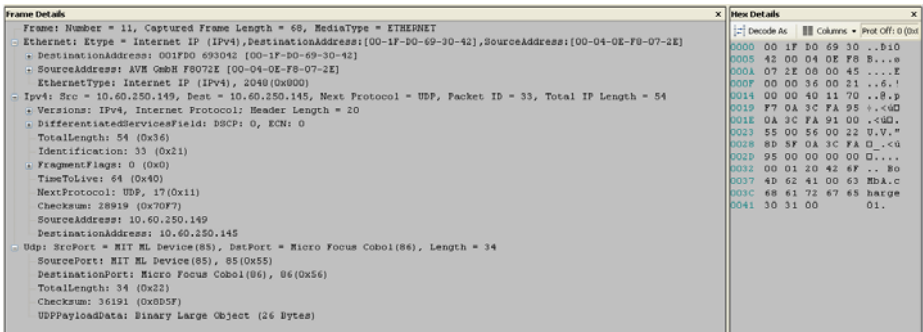 Frame Details
Frame: Number = 11, Captured Frame Length = 68, MediaType = ETHERNET
Ethernet: Etype = Internet IP (IPv4),DestinationAddress:[00-1F-D0-69-30-42],SourceAddress:[00-04-0E-F8-07-2E]
DestinationAddress: 001FD0 693042 [00-1F-D0-69-30-42]
SourceAddress: AVM GmbH F8072E [00-04-0E-F8-07-2E]
EthernetType: Internet IP (IPv4), 2048(0x800)
Ipv4: Src = 10.60.250.149, Dest = 10.60.250.145, Next Protocol = UDP, Packet ID = 33, Total IP Length = 54
Versions: IPv4, Internet Protocol; Header Length = 20
DifferentiatedServicesField: DSCP: 0, ECN: 0
TotalLength: 54 (0x36)
Identification: 33 (0x21)
FragmentFlags: 0 (0x0)
TimeToLive: 64 (0x40)
NextProtocol: UDP, 17(0x11)
Checksum: 28919 (0x70F7)
SourceAddress: 10.60.250.149
DestinationAddress: 10.60.250.145
Udp: SrcPort = MIT ML Device(85), DstPort = Micro Focus Cobol(86), Length = 34
SourcePort: MIT ML Device(85), 85(0x55)
DestinationPort: Micro Focus Cobol(86), 86(0x56)
TotalLength: 34 (0x22)
Checksum: 36191 (0x8D5F)
UDPPayloadData: Binary Large Object (26 Bytes)
Hex Details
Decode As Columns Prot Off: 0 (0x0
0000 00 1F D0 69 30 ..Ði0
0005 42 00 04 0E F8 B...ø
000A 07 2E 08 00 45 ....E
000F 00 00 36 00 21 ..6.!
0014 00 00 40 11 70 ..@.p
0019 F7 0A 3C FA 95 ÷.<ú
001E 0A 3C FA 91 00 .<ú.
0023 55 00 56 00 22 U.V."
0028 8D 5F 0A 3C FA _.<ú
002D 95 00 00 00 00 ....
0032 00 01 20 42 6F .. Bo
0037 4D 62 41 00 63 MbA.c
003C 68 61 72 67 65 harge
0041 30 31 00 01.